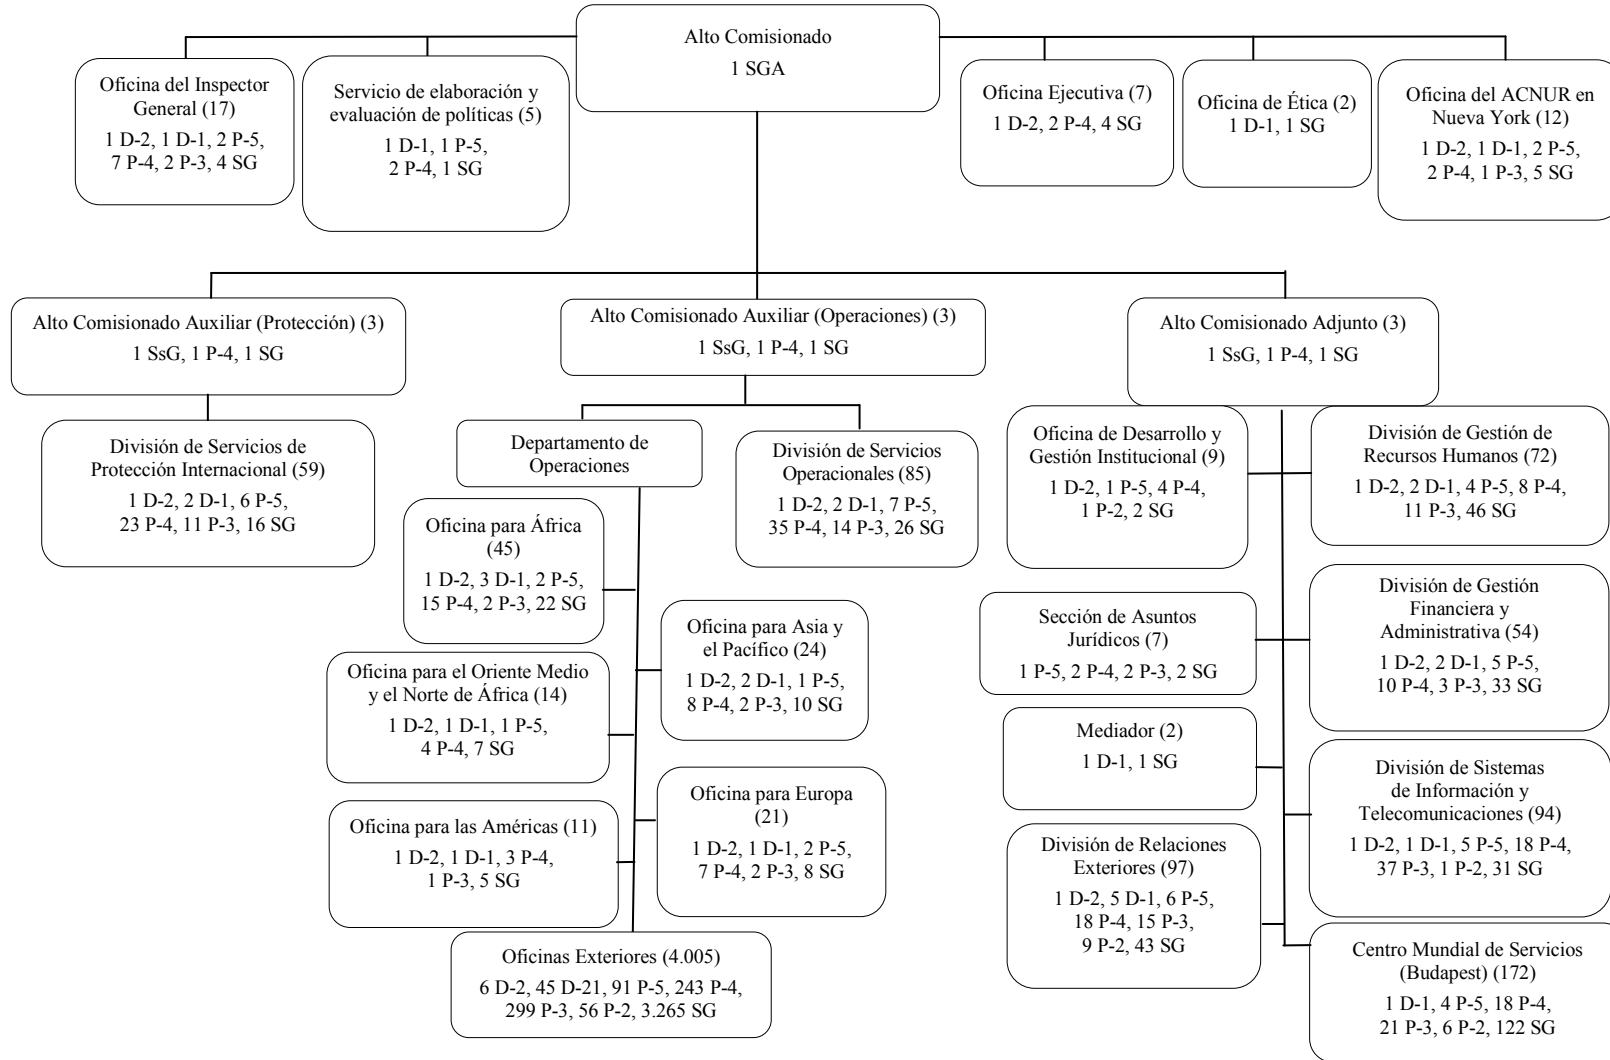 Alto Comisionado
1 SGA
Oficina del Inspector
General (17)
1 D-2, 1 D-1, 2 P-5,
7 P-4, 2 P-3, 4 SG
Servicio de elaboración y
evaluación de políticas (5)
1 D-1, 1 P-5,
2 P-4, 1 SG
Oficina Ejecutiva (7)
1 D-2, 2 P-4, 4 SG
Oficina de Ética (2)
1 D-1, 1 SG
Oficina del ACNUR en
Nueva York (12)
1 D-2, 1 D-1, 2 P-5,
2 P-4, 1 P-3, 5 SG
Alto Comisionado Auxiliar (Protección) (3)
1 SsG, 1 P-4, 1 SG
Alto Comisionado Auxiliar (Operaciones) (3)
1 SsG, 1 P-4, 1 SG
Alto Comisionado Adjunto (3)
1 SsG, 1 P-4, 1 SG
División de Servicios de
Protección Internacional (59)
1 D-2, 2 D-1, 6 P-5,
23 P-4, 11 P-3, 16 SG
Departamento de
Operaciones
División de Servicios
Operacionales (85)
1 D-2, 2 D-1, 7 P-5,
35 P-4, 14 P-3, 26 SG
Oficina para África
(45)
1 D-2, 3 D-1, 2 P-5,
15 P-4, 2 P-3, 22 SG
Oficina para Asia y
el Pacífico (24)
1 D-2, 2 D-1, 1 P-5,
8 P-4, 2 P-3, 10 SG
Oficina para el Oriente Medio
y el Norte de África (14)
1 D-2, 1 D-1, 1 P-5,
4 P-4, 7 SG
Oficina para Europa
(21)
1 D-2, 1 D-1, 2 P-5,
7 P-4, 2 P-3, 8 SG
Oficina para las Américas (11)
1 D-2, 1 D-1, 3 P-4,
1 P-3, 5 SG
Oficinas Exteriores (4.005)
6 D-2, 45 D-21, 91 P-5, 243 P-4,
299 P-3, 56 P-2, 3.265 SG
Oficina de Desarrollo y
Gestión Institucional (9)
1 D-2, 1 P-5, 4 P-4,
1 P-2, 2 SG
División de Gestión de
Recursos Humanos (72)
1 D-2, 2 D-1, 4 P-5, 8 P-4,
11 P-3, 46 SG
Sección de Asuntos
Jurídicos (7)
1 P-5, 2 P-4, 2 P-3, 2 SG
División de Gestión
Financiera y
Administrativa (54)
1 D-2, 2 D-1, 5 P-5,
10 P-4, 3 P-3, 33 SG
Mediador (2)
1 D-1, 1 SG
División de Sistemas
de Información y
Telecomunicaciones (94)
1 D-2, 1 D-1, 5 P-5, 18 P-4,
37 P-3, 1 P-2, 31 SG
División de Relaciones
Exteriores (97)
1 D-2, 5 D-1, 6 P-5,
18 P-4, 15 P-3,
9 P-2, 43 SG
Centro Mundial de Servicios
(Budapest) (172)
1 D-1, 4 P-5, 18 P-4,
21 P-3, 6 P-2, 122 SG